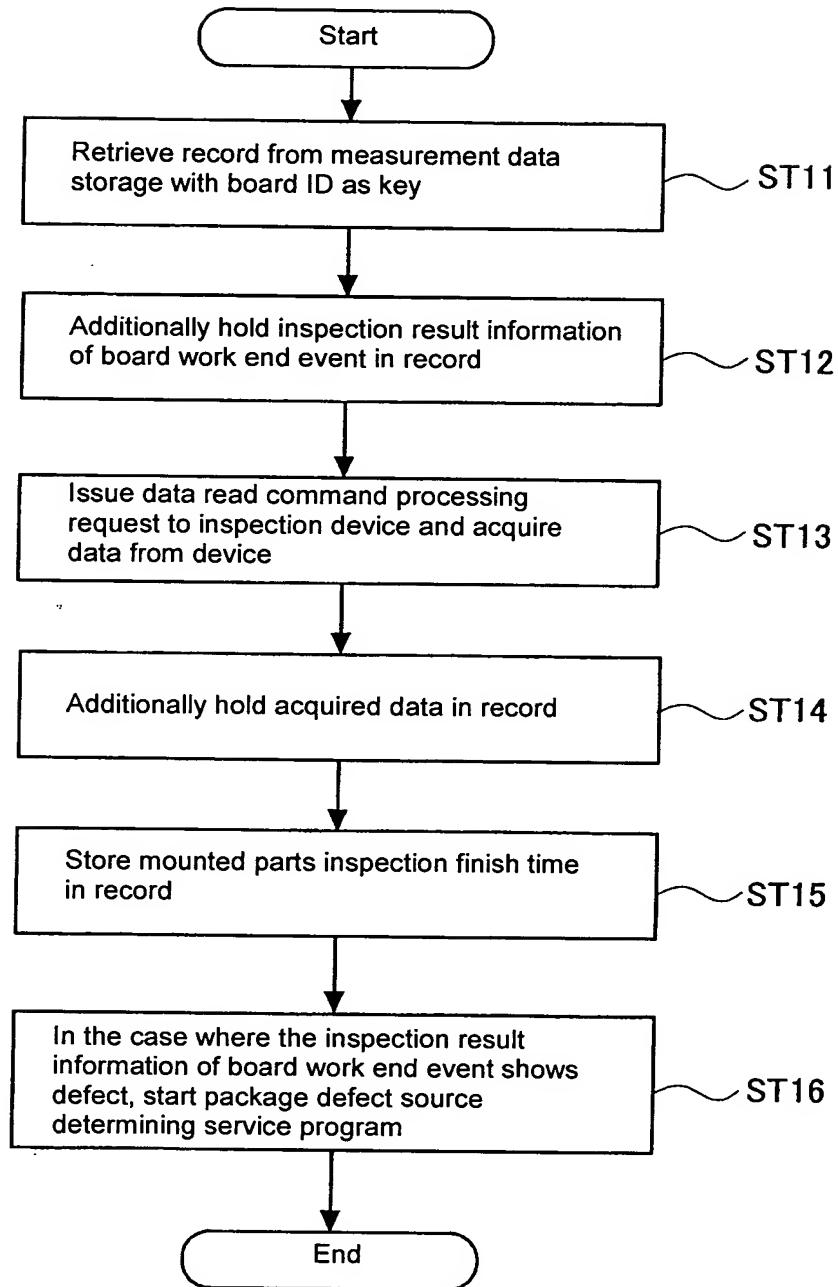 Start
Retrieve record from measurement data
storage with board ID as key
ST11
Additionally hold inspection result information
of board work end event in record
ST12
Issue data read command processing
request to inspection device and acquire
data from device
ST13
Additionally hold acquired data in record
ST14
Store mounted parts inspection finish time
in record
ST15
In the case where the inspection result
information of board work end event shows
defect, start package defect source
determining service program
ST16
End